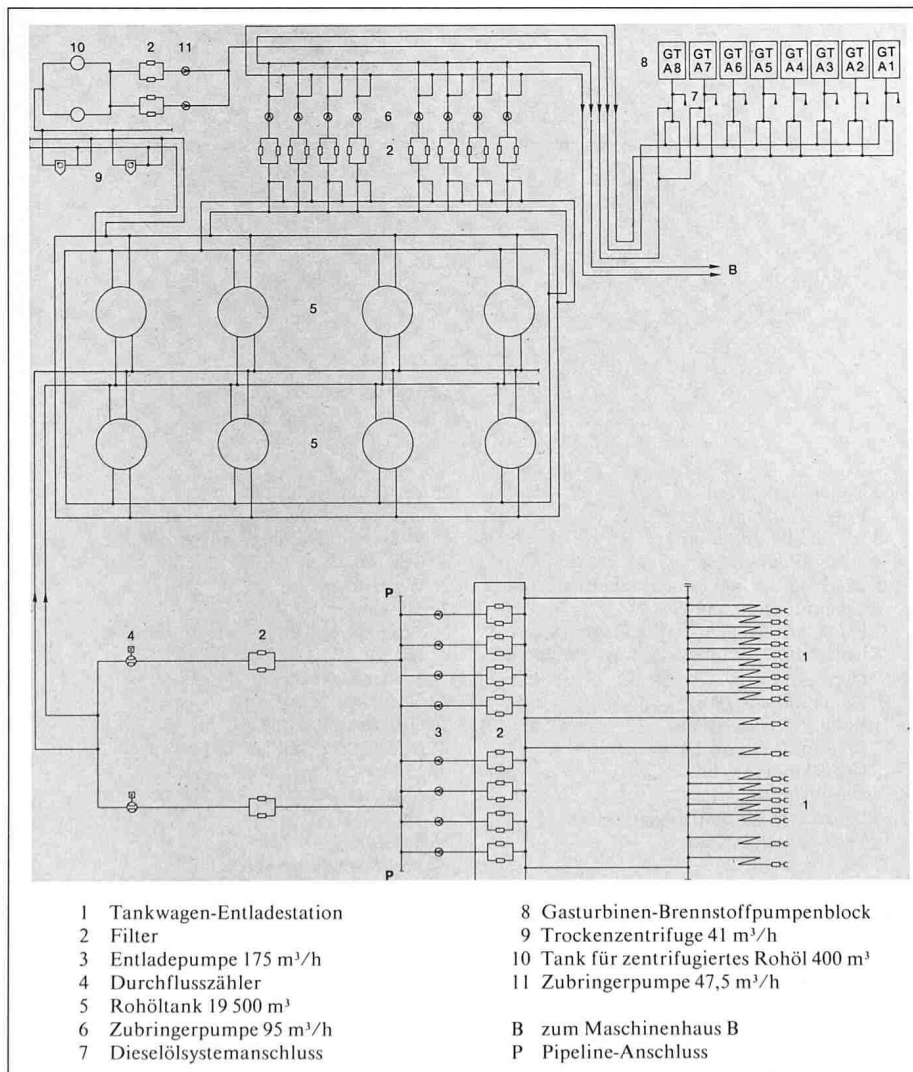 10 2 11
8 GT A8 GT A7 GT A6 GT A5 GT A4 GT A3 GT A2 GT A1
7
6
2
9
B
5
5
P
4 2
1
3 2
1
P
1 Tankwagen-Entladestation
2 Filter
3 Entladepumpe 175 m³/h
4 Durchflusszähler
5 Rohöltank 19 500 m³
6 Zubringerpumpe 95 m³/h
7 Dieselölsystemanschluss
8 Gasturbinen-Brennstoffpumpenblock
9 Trockenzentrifuge 41 m³/h
10 Tank für zentrifugiertes Rohöl 400 m³
11 Zubringerpumpe 47,5 m³/h
B zum Maschinenhaus B
P Pipeline-Anschluss